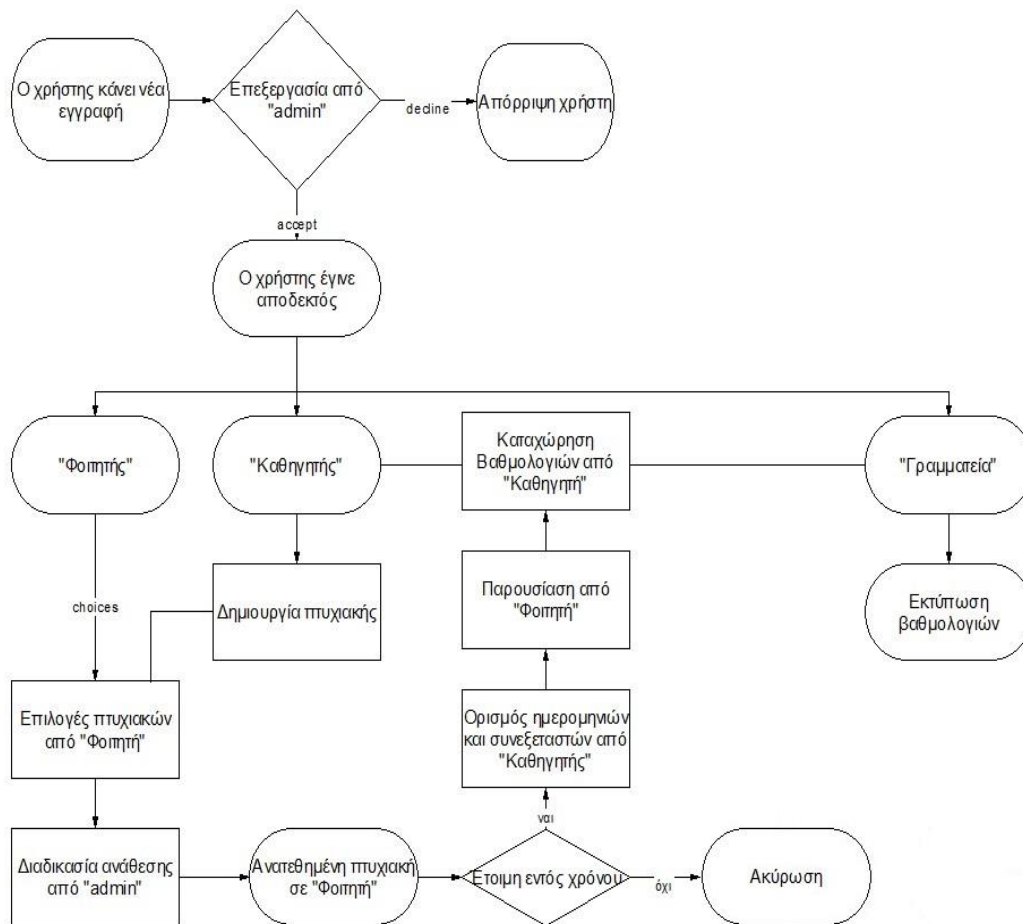 Ο χρήστης κάνει νέα
εγγραφή
Επεξεργασία από
"admin"
decline
Απόρριψη χρήστη
accept
Ο χρήστης έγινε
αποδεκτός
"Φοιτητής"
"Καθηγητής"
Καταχώρηση
Βαθμολογιών από
"Καθηγητή"
"Γραμματεία"
choices
Δημιουργία πτυχιακής
Παρουσίαση από
"Φοιτητή"
Εκτύπωση
βαθμολογιών
Επιλογές πτυχιακών
από "Φοιτητή"
Ορισμός ημερομηνιών
και συνεξεταστών από
"Καθηγητής"
ναι
Διαδικασία ανάθεσης
από "admin"
Ανατεθημένη πτυχιακή
σε "Φοιτητή"
Έτοιμη εντός χρόνου
όχι
Ακύρωση